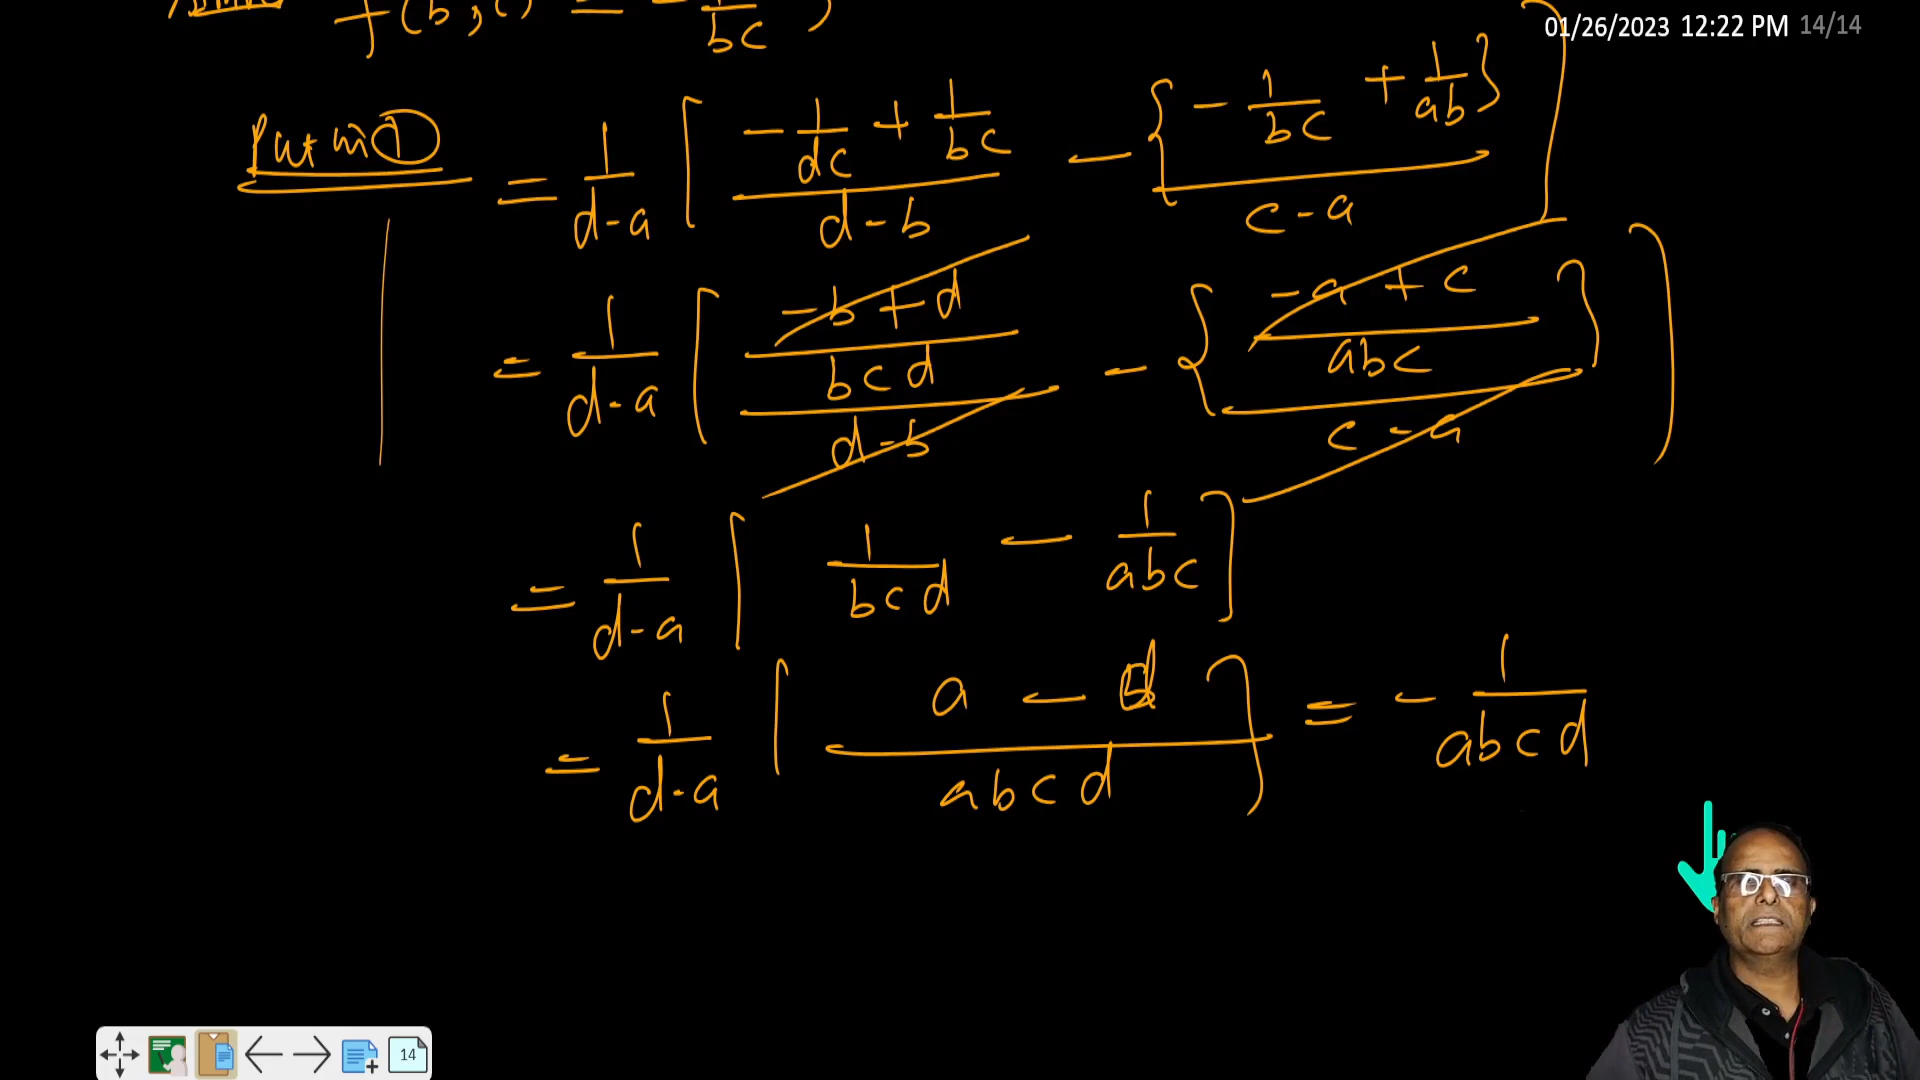 f(b,c) = -1/bc,
01/26/2023 12:22 PM 14/14
Put in ① = 1/(d-a) [ (-1/dc + 1/bc)/(d-b) - {-1/bc + 1/ab}/(c-a) ]
= 1/(d-a) [ ((-b+d)/bcd)/(d-b) - {((-a+c)/abc)}/(c-a) ]
= 1/(d-a) [ 1/bcd - 1/abc ]
= 1/(d-a) [ (a-d)/abcd ] = -1/abcd
14